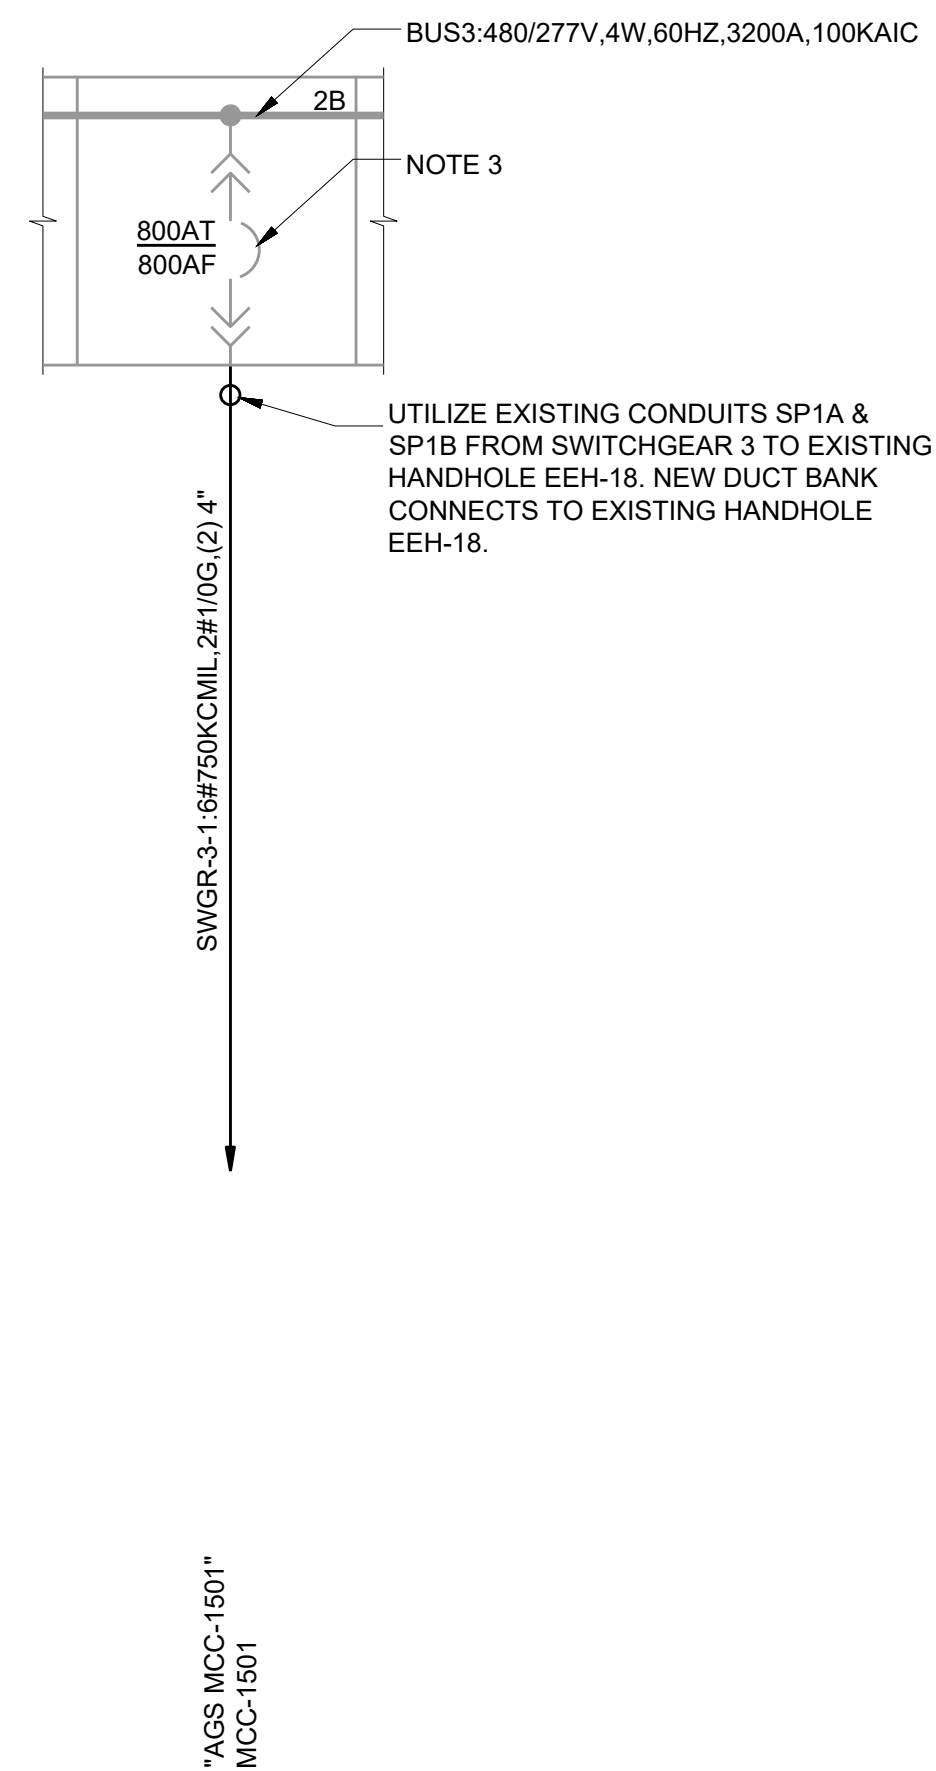 BUS3:480/277V,4W,60HZ,3200A,100KAIC
2B
NOTE 3
800AT
800AF
UTILIZE EXISTING CONDUITS SP1A &
SP1B FROM SWITCHGEAR 3 TO EXISTING
HANDHOLE EEH-18. NEW DUCT BANK
CONNECTS TO EXISTING HANDHOLE
EEH-18.
SWGR-3-1:6#750KCMIL,2#1/0G,(2) 4"
"AGS MCC-1501"
MCC-1501